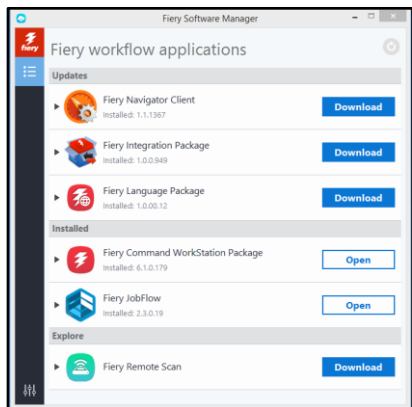 Fiery Software Manager
fiery
Fiery workflow applications
Updates
Fiery Navigator Client
Installed: 1.1.1367
Download
Fiery Integration Package
Installed: 1.0.0.949
Download
Fiery Language Package
Installed: 1.0.00.12
Download
Installed
Fiery Command WorkStation Package
Installed: 6.1.0.179
Open
Fiery JobFlow
Installed: 2.3.0.19
Open
Explore
Fiery Remote Scan
Download